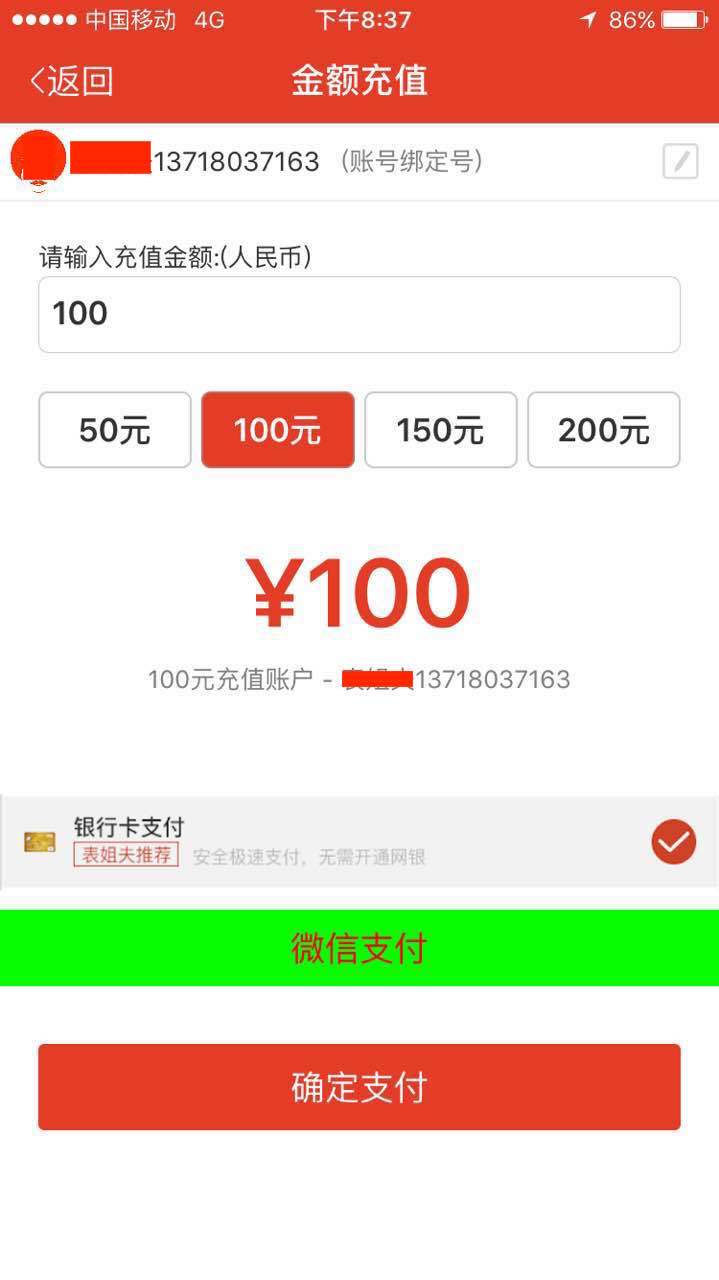 中国移动 4G 下午8:37 86%
返回 金额充值
13718037163 (账号绑定号)
请输入充值金额:(人民币)
100
50元 100元 150元 200元
¥100
100元充值账户 - 13718037163
银行卡支付
表姐夫推荐 安全极速支付，无需开通网银
微信支付
确定支付